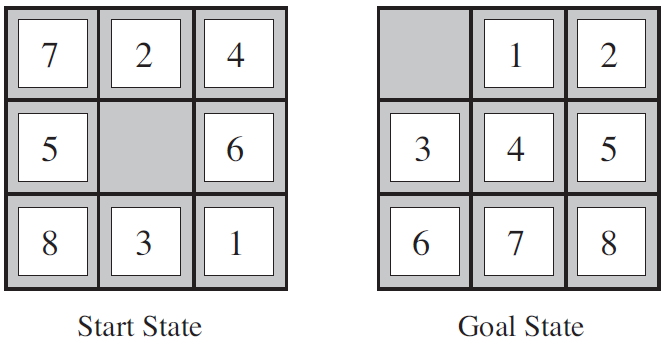 7 2 4
5 6
8 3 1
Start State
1 2
3 4 5
6 7 8
Goal State